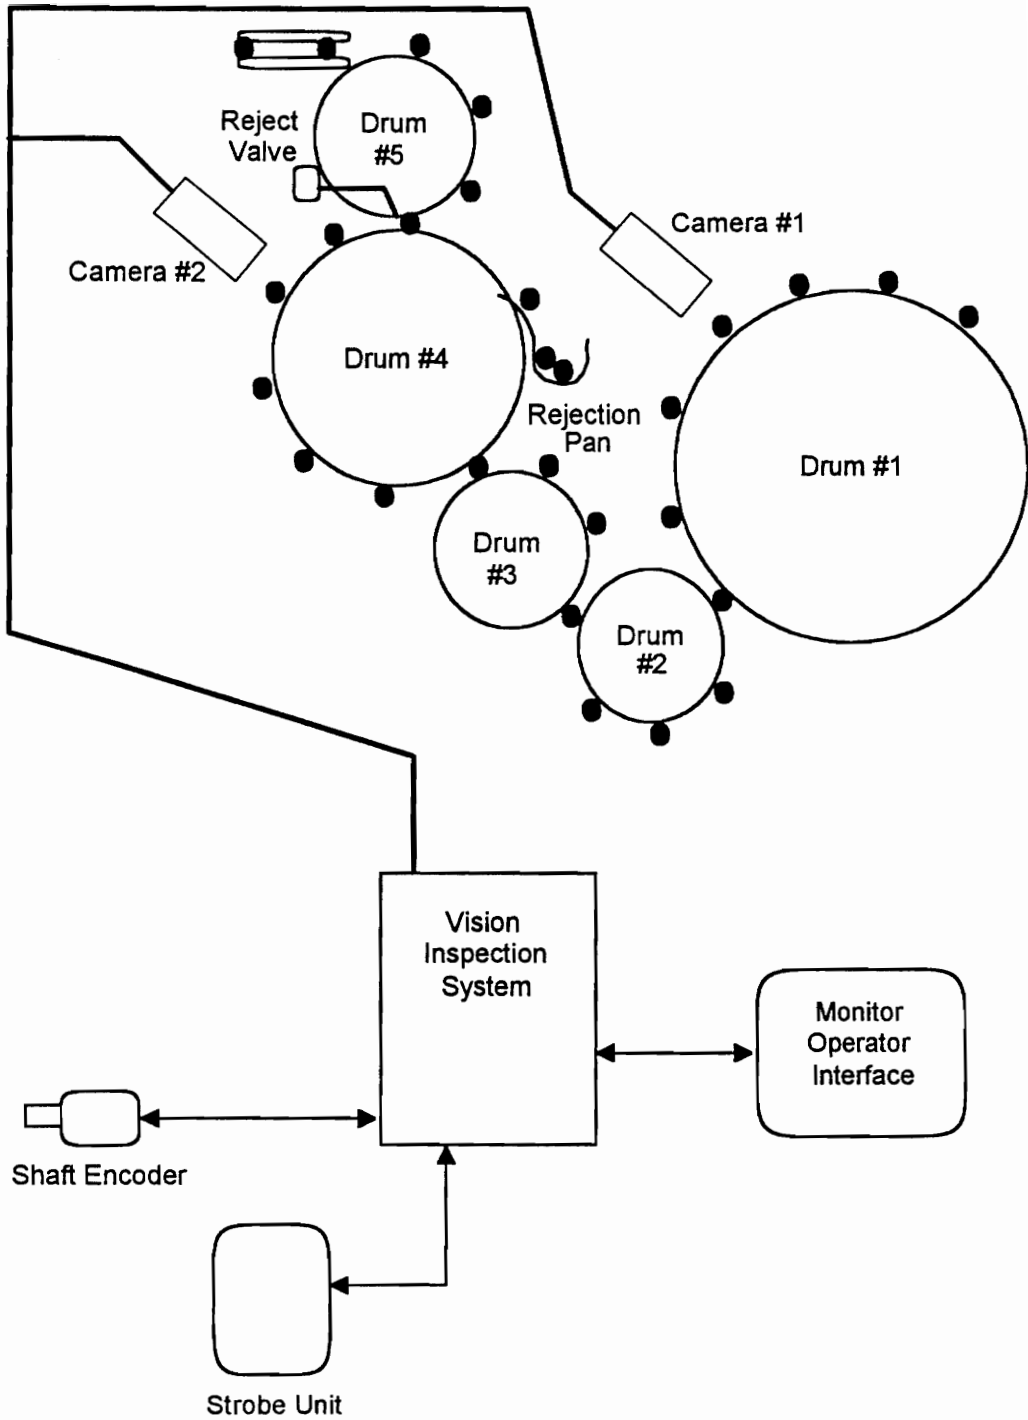 Reject
Valve
Drum
#5
Camera #1
Camera #2
Drum #4
Rejection
Pan
Drum #1
Drum
#3
Drum
#2
Vision
Inspection
System
Monitor
Operator
Interface
Shaft Encoder
Strobe Unit